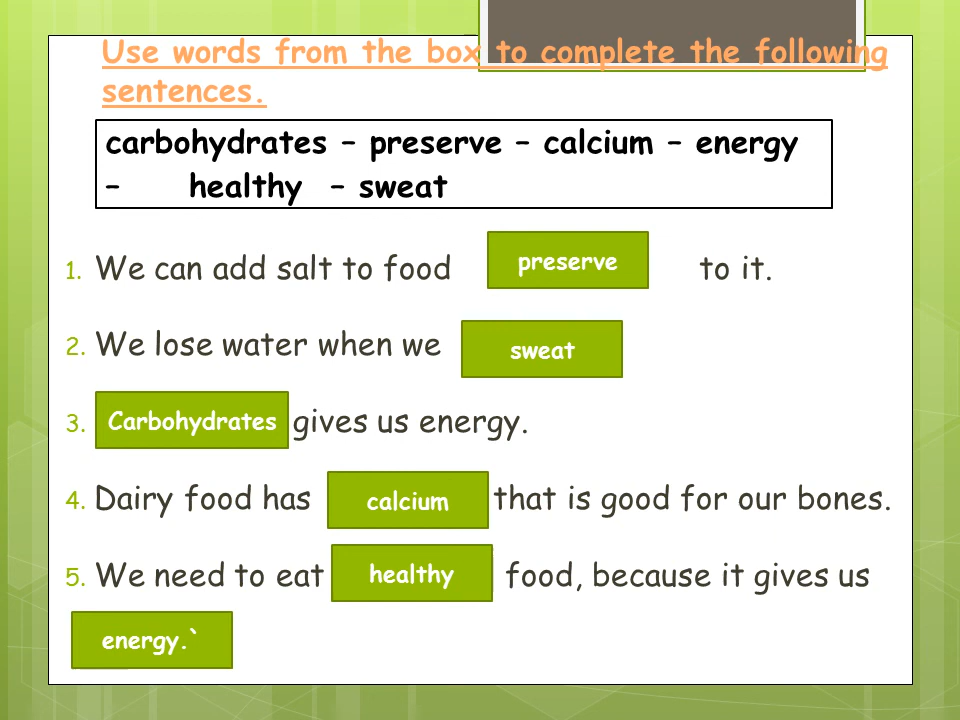 Use words from the box to complete the following
sentences.
carbohydrates – preserve – calcium – energy
– healthy – sweat
1. We can add salt to food preserve to it.
2. We lose water when we sweat
3. Carbohydrates gives us energy.
4. Dairy food has calcium that is good for our bones.
5. We need to eat healthy food, because it gives us
energy.`